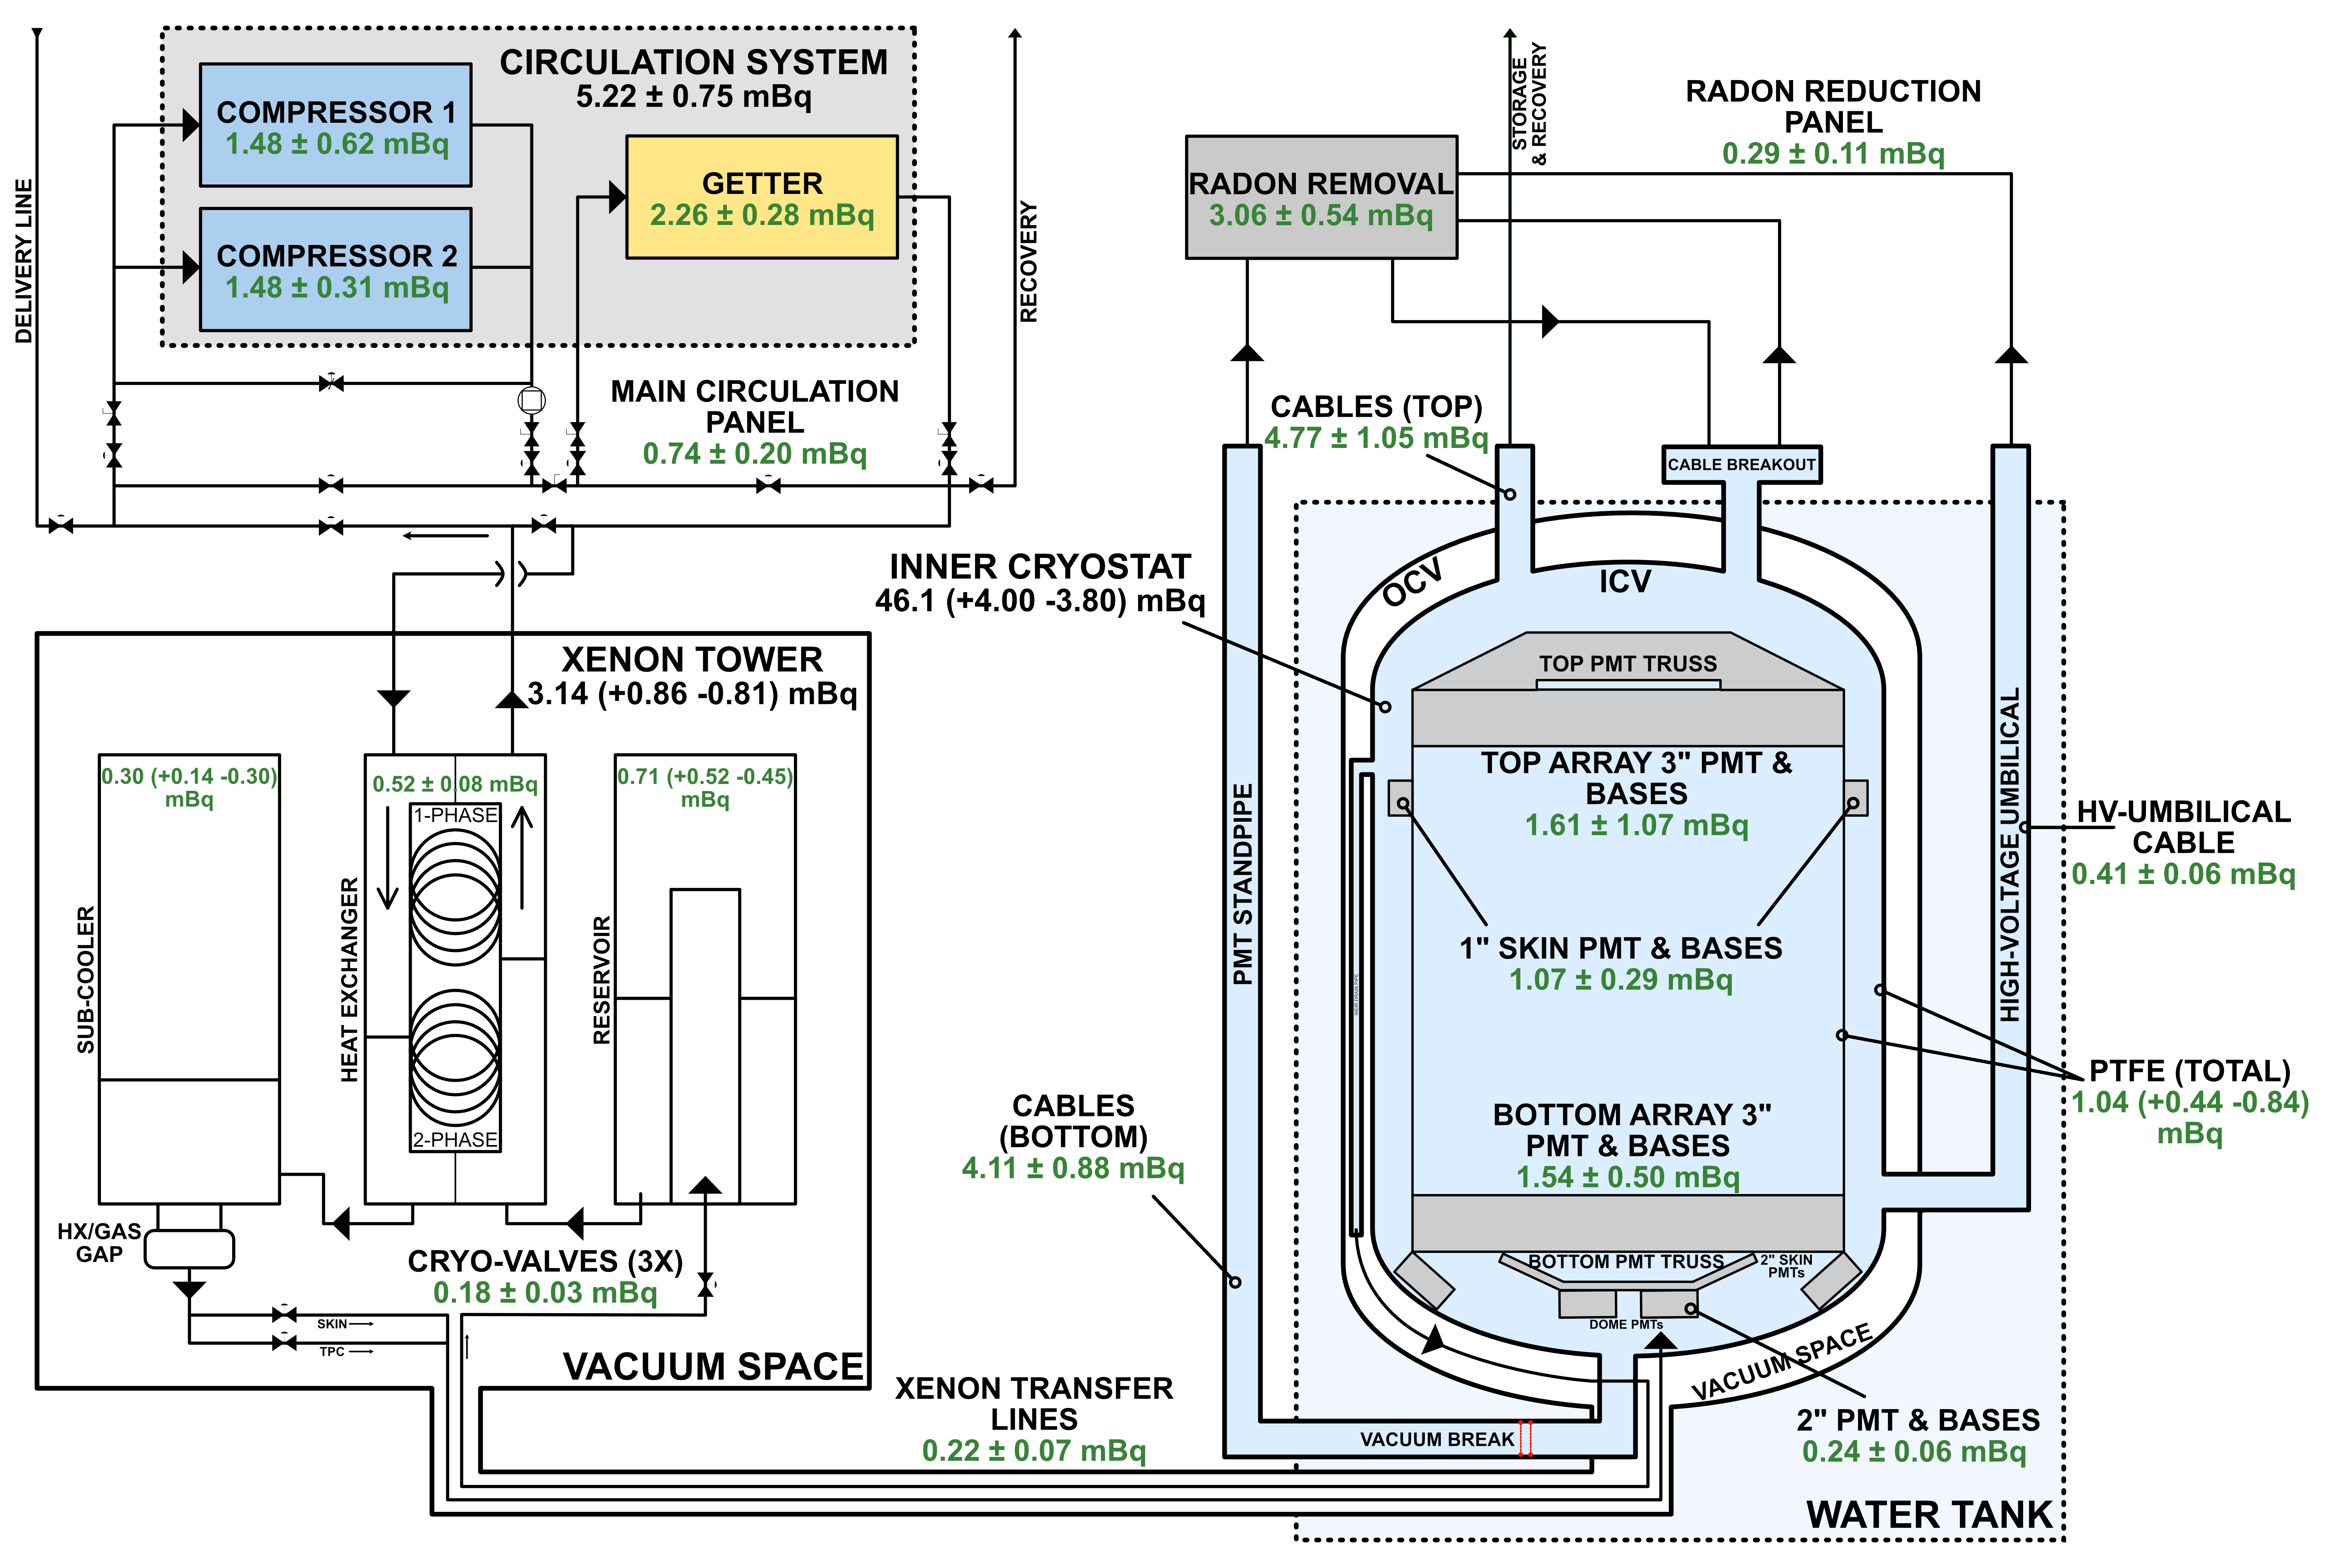 DELIVERY LINE
CIRCULATION SYSTEM
5.22 ± 0.75 mBq
COMPRESSOR 1
1.48 ± 0.62 mBq
COMPRESSOR 2
1.48 ± 0.31 mBq
GETTER
2.26 ± 0.28 mBq
RECOVERY
MAIN CIRCULATION
PANEL
0.74 ± 0.20 mBq
STORAGE
& RECOVERY
RADON REDUCTION
PANEL
0.29 ± 0.11 mBq
RADON REMOVAL
3.06 ± 0.54 mBq
CABLES (TOP)
4.77 ± 1.05 mBq
CABLE BREAKOUT
INNER CRYOSTAT
46.1 (+4.00 -3.80) mBq
OCV
ICV
XENON TOWER
3.14 (+0.86 -0.81) mBq
0.30 (+0.14 -0.30)
mBq
0.52 ± 0.08 mBq
0.71 (+0.52 -0.45)
mBq
1-PHASE
2-PHASE
SUB-COOLER
HEAT EXCHANGER
RESERVOIR
HX/GAS
GAP
CRYO-VALVES (3X)
0.18 ± 0.03 mBq
SKIN
TPC
VACUUM SPACE
TOP PMT TRUSS
TOP ARRAY 3" PMT &
BASES
1.61 ± 1.07 mBq
PMT STANDPIPE
WEIR DRAIN PIPE
HIGH-VOLTAGE UMBILICAL
HV-UMBILICAL
CABLE
0.41 ± 0.06 mBq
1" SKIN PMT & BASES
1.07 ± 0.29 mBq
PTFE (TOTAL)
1.04 (+0.44 -0.84)
mBq
CABLES
(BOTTOM)
4.11 ± 0.88 mBq
BOTTOM ARRAY 3"
PMT & BASES
1.54 ± 0.50 mBq
BOTTOM PMT TRUSS
2" SKIN
PMTs
DOME PMTs
VACUUM SPACE
XENON TRANSFER
LINES
0.22 ± 0.07 mBq
VACUUM BREAK
2" PMT & BASES
0.24 ± 0.06 mBq
WATER TANK